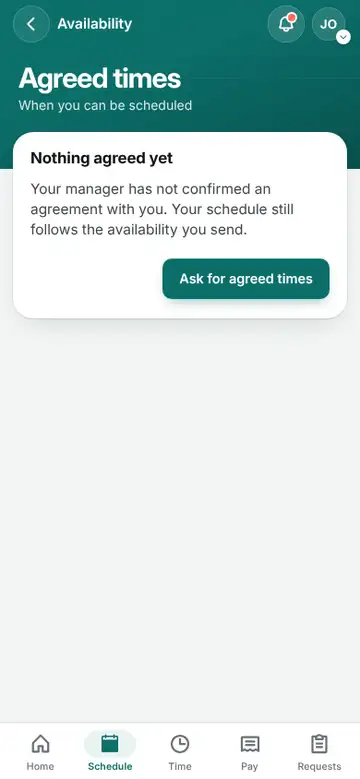 Availability
JO
Agreed times
When you can be scheduled
Nothing agreed yet
Your manager has not confirmed an
agreement with you. Your schedule still
follows the availability you send.
Ask for agreed times
Home
Schedule
Time
Pay
Requests